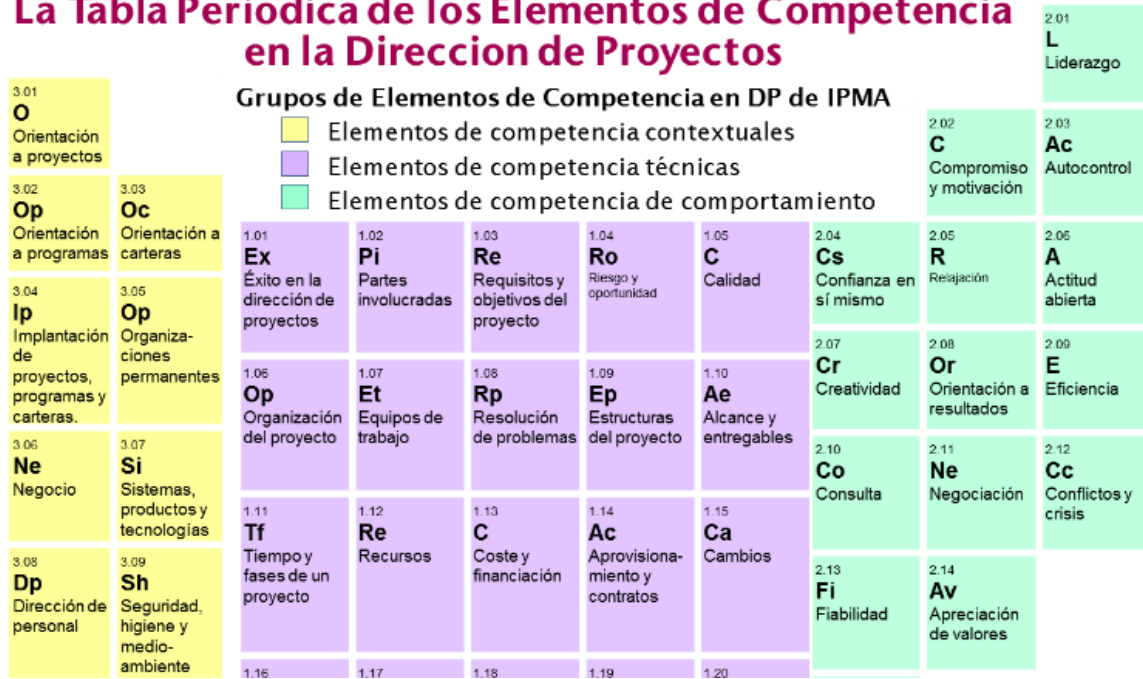 La Tabla Periodica de los Elementos de Competencia
en la Direccion de Proyectos
Grupos de Elementos de Competencia en DP de IPMA
Elementos de competencia contextuales
Elementos de competencia técnicas
Elementos de competencia de comportamiento
3.01
O
Orientación
a proyectos
3.02
Op
Orientación
a programas
3.03
Oc
Orientación a
carteras
3.04
Ip
Implantación
de
proyectos,
programas y
carteras.
3.05
Op
Organiza-
ciones
permanentes
3.06
Ne
Negocio
3.07
Si
Sistemas,
productos y
tecnologías
3.08
Dp
Dirección de
personal
3.09
Sh
Seguridad,
higiene y
medio-
ambiente
1.01
Ex
Éxito en la
dirección de
proyectos
1.02
Pi
Partes
involucradas
1.03
Re
Requisitos y
objetivos del
proyecto
1.04
Ro
Riesgo y
oportunidad
1.05
C
Calidad
1.06
Op
Organización
del proyecto
1.07
Et
Equipos de
trabajo
1.08
Rp
Resolución
de problemas
1.09
Ep
Estructuras
del proyecto
1.10
Ae
Alcance y
entregables
1.11
Tf
Tiempo y
fases de un
proyecto
1.12
Re
Recursos
1.13
C
Coste y
financiación
1.14
Ac
Aprovisiona-
miento y
contratos
1.15
Ca
Cambios
1.16
1.17
1.18
1.19
1.20
2.01
L
Liderazgo
2.02
C
Compromiso
y motivación
2.03
Ac
Autocontrol
2.04
Cs
Confianza en
sí mismo
2.05
R
Relajación
2.06
A
Actitud
abierta
2.07
Cr
Creatividad
2.08
Or
Orientación a
resultados
2.09
E
Eficiencia
2.10
Co
Consulta
2.11
Ne
Negociación
2.12
Cc
Conflictos y
crisis
2.13
Fi
Fiabilidad
2.14
Av
Apreciación
de valores